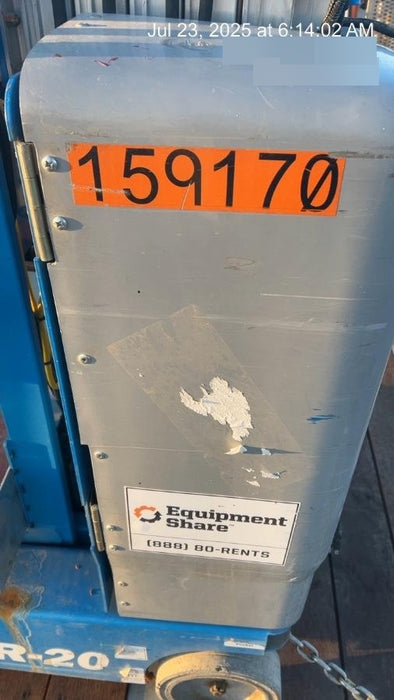 Jul 23, 2025 at 6:14:02 AM
159170
Equipment
Share
(888) 80-RENTS
R-20